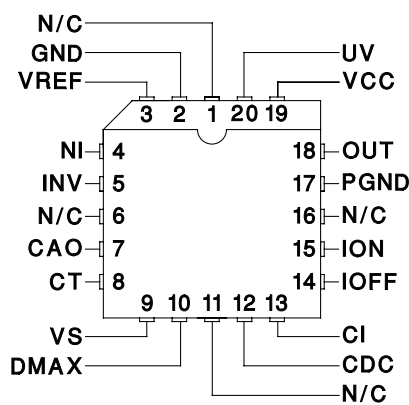 N/C
GND UV
VREF VCC
3 2 1 20 19
NI 4 18 OUT
INV 5 17 PGND
N/C 6 16 N/C
CAO 7 15 ION
CT 8 14 IOFF
9 10 11 12 13
VS CI
DMAX CDC
N/C